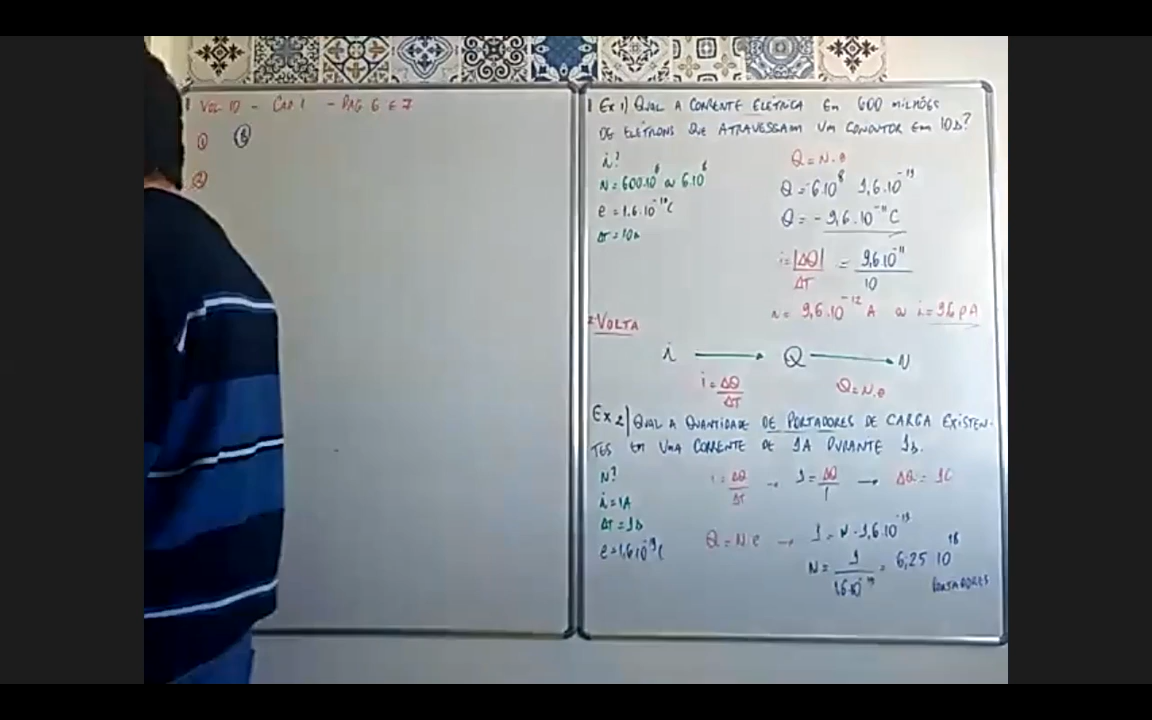 VOL 10 - CAP 1 - PAG 6 E 7
①
②
Ex 1) QUAL A CORRENTE ELÉTRICA EM 600 MILHÕES
DE ELÉTRONS QUE ATRAVESSAM UM CONDUTOR EM 10s?
i?
N = 600.10⁶ ou 6.10⁸
e = 1,6.10⁻¹⁹C
ΔT = 10s
Q = N.e
Q = -6.10⁸ 1,6.10⁻¹⁹
Q = - 9,6.10⁻¹¹ C
i = |ΔQ| / ΔT = 9,6.10⁻¹¹ / 10
i = 9,6.10⁻¹² A ou i = 9,6 pA
VOLTA
i → Q → N
i = ΔQ / ΔT
Q = N.e
Ex 2) QUAL A QUANTIDADE DE PORTADORES DE CARGA EXISTEN-
TES EM UMA CORRENTE DE 1A DURANTE 1s.
N?
i = 1A
ΔT = 1s
e = 1,6.10⁻¹⁹C
i = ΔQ / ΔT → 1 = ΔQ / 1 → ΔQ = 1C
Q = N.e → 1 = N . 1,6.10⁻¹⁹
N = 1 / 1,6.10⁻¹⁹ = 6,25 10¹⁸
PORTADORES